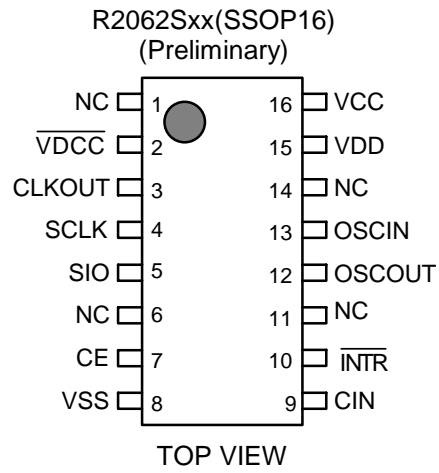 R2062Sxx(SSOP16)
(Preliminary)
NC 1 16 VCC
VDCC 2 15 VDD
CLKOUT 3 14 NC
SCLK 4 13 OSCIN
SIO 5 12 OSCOUT
NC 6 11 NC
CE 7 10 INTR
VSS 8 9 CIN
TOP VIEW